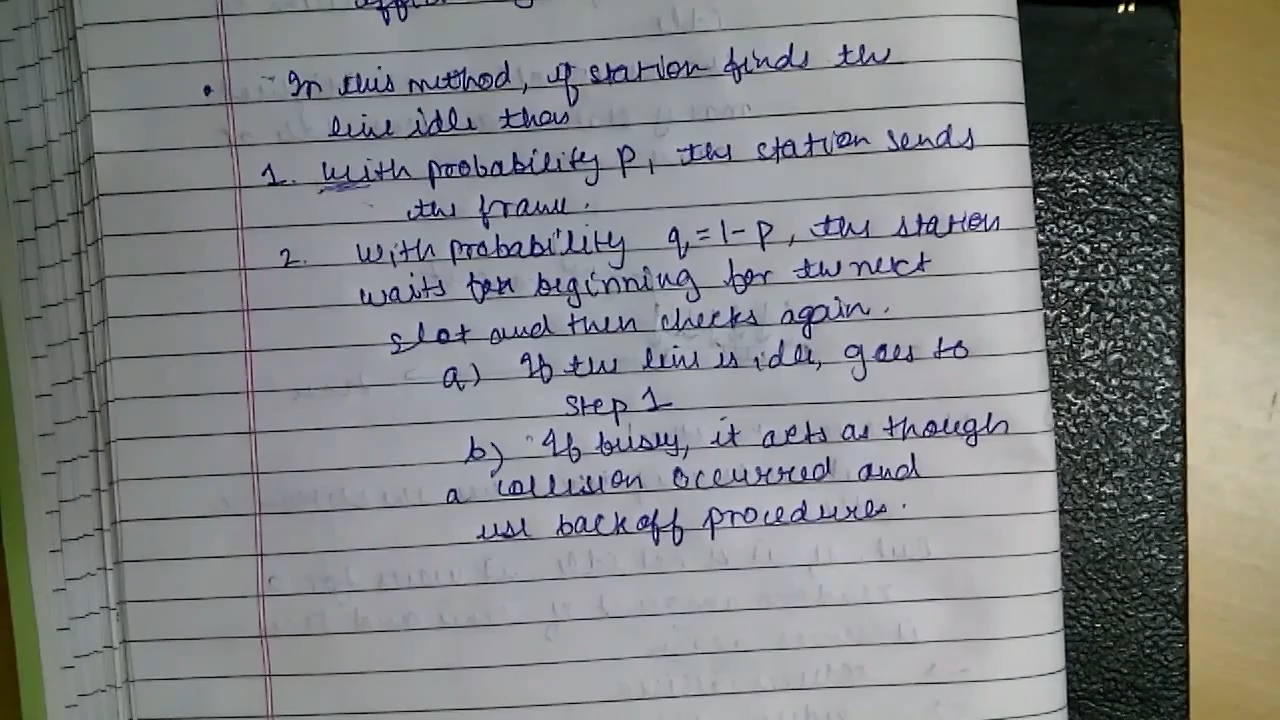 • In this method, if station finds the
line idle then
1. With probability P, the station sends
the frame.
2. With probability q = 1 - P, the station
waits for beginning for the next
slot and then checks again.
a) If the line is idle, goes to
Step 1
b) If busy, it acts as though
a collision occurred and
use backoff procedures.